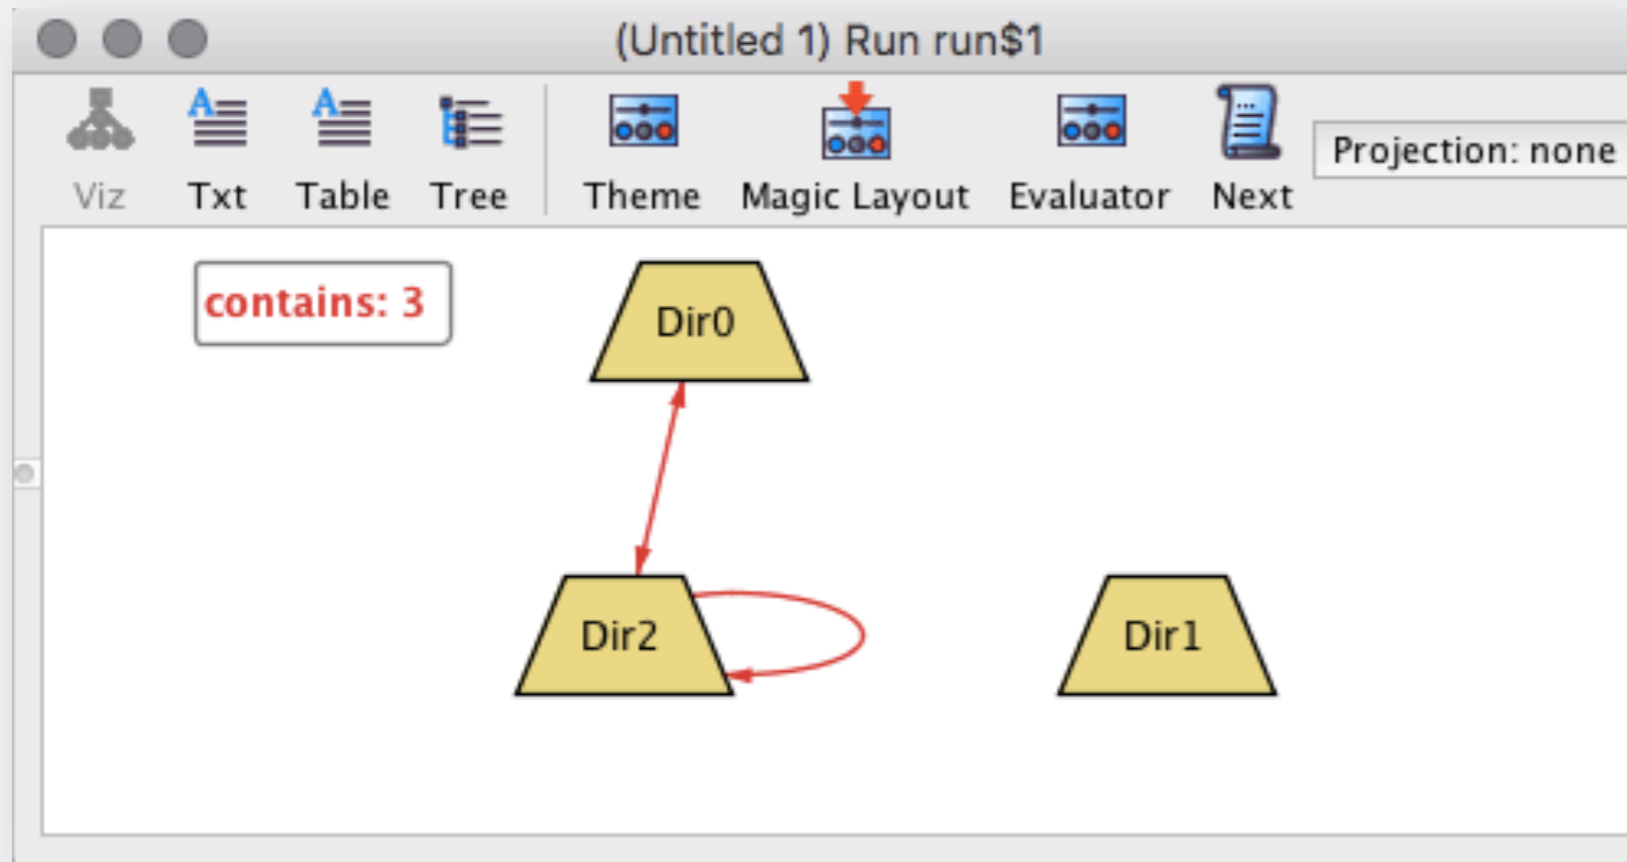 (Untitled 1) Run run$1
Viz Txt Table Tree Theme Magic Layout Evaluator Next Projection: none
contains: 3
Dir0
Dir2 Dir1